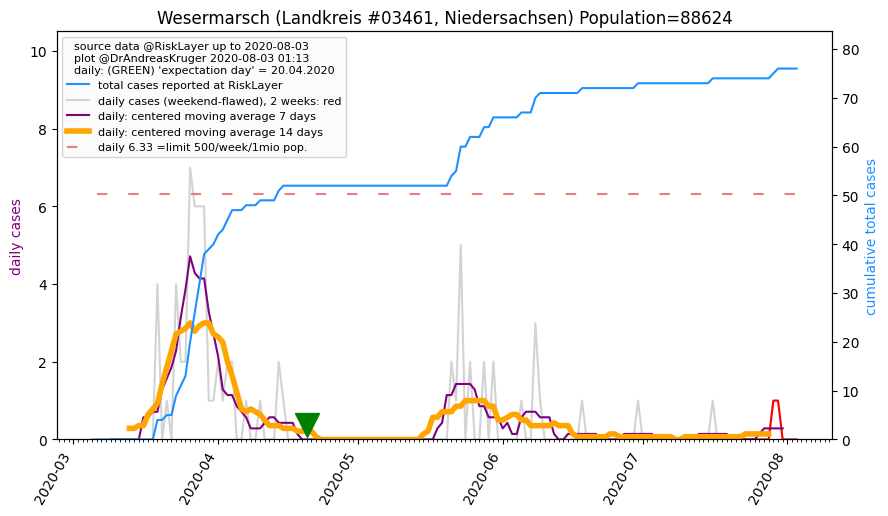 Wesermarsch (Landkreis #03461, Niedersachsen) Population=88624
source data @RiskLayer up to 2020-08-03
plot @DrAndreasKruger 2020-08-03 01:13
daily: (GREEN) 'expectation day' = 20.04.2020
total cases reported at RiskLayer
daily cases (weekend-flawed), 2 weeks: red
daily: centered moving average 7 days
daily: centered moving average 14 days
daily 6.33 =limit 500/week/1mio pop.
daily cases
10
8
6
4
2
0
cumulative total cases
80
70
60
50
40
30
20
10
0
2020-03
2020-04
2020-05
2020-06
2020-07
2020-08